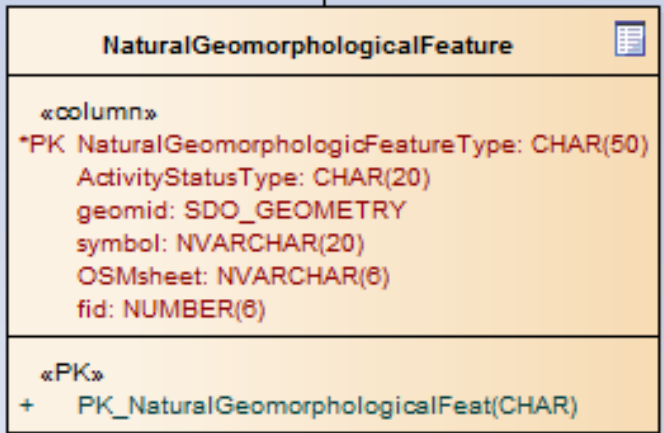 NaturalGeomorphologicalFeature
«column»
*PK NaturalGeomorphologicFeatureType: CHAR(50)
ActivityStatusType: CHAR(20)
geomid: SDO_GEOMETRY
symbol: NVARCHAR(20)
OSMsheet: NVARCHAR(6)
fid: NUMBER(6)
«PK»
+ PK_NaturalGeomorphologicalFeat(CHAR)